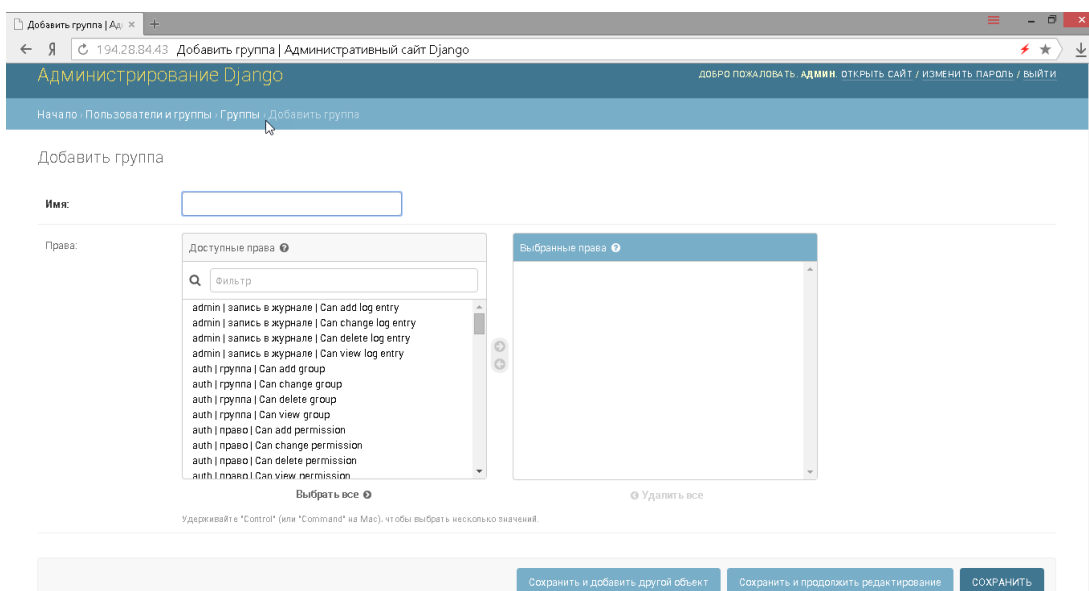 Добавить группа | Ад
194.28.84.43 Добавить группа | Административный сайт Django
Администрирование Django
ДОБРО ПОЖАЛОВАТЬ, АДМИН. ОТКРЫТЬ САЙТ / ИЗМЕНИТЬ ПАРОЛЬ / ВЫЙТИ
Начало › Пользователи и группы › Группы › Добавить группа
Добавить группа
Имя:
Права:
Доступные права
Выбранные права
Фильтр
admin | запись в журнале | Can add log entry
admin | запись в журнале | Can change log entry
admin | запись в журнале | Can delete log entry
admin | запись в журнале | Can view log entry
auth | группа | Can add group
auth | группа | Can change group
auth | группа | Can delete group
auth | группа | Can view group
auth | право | Can add permission
auth | право | Can change permission
auth | право | Can delete permission
auth | право | Can view permission
Выбрать все
Удалить все
Удерживайте "Control" (или "Command" на Mac), чтобы выбрать несколько значений.
Сохранить и добавить другой объект
Сохранить и продолжить редактирование
СОХРАНИТЬ